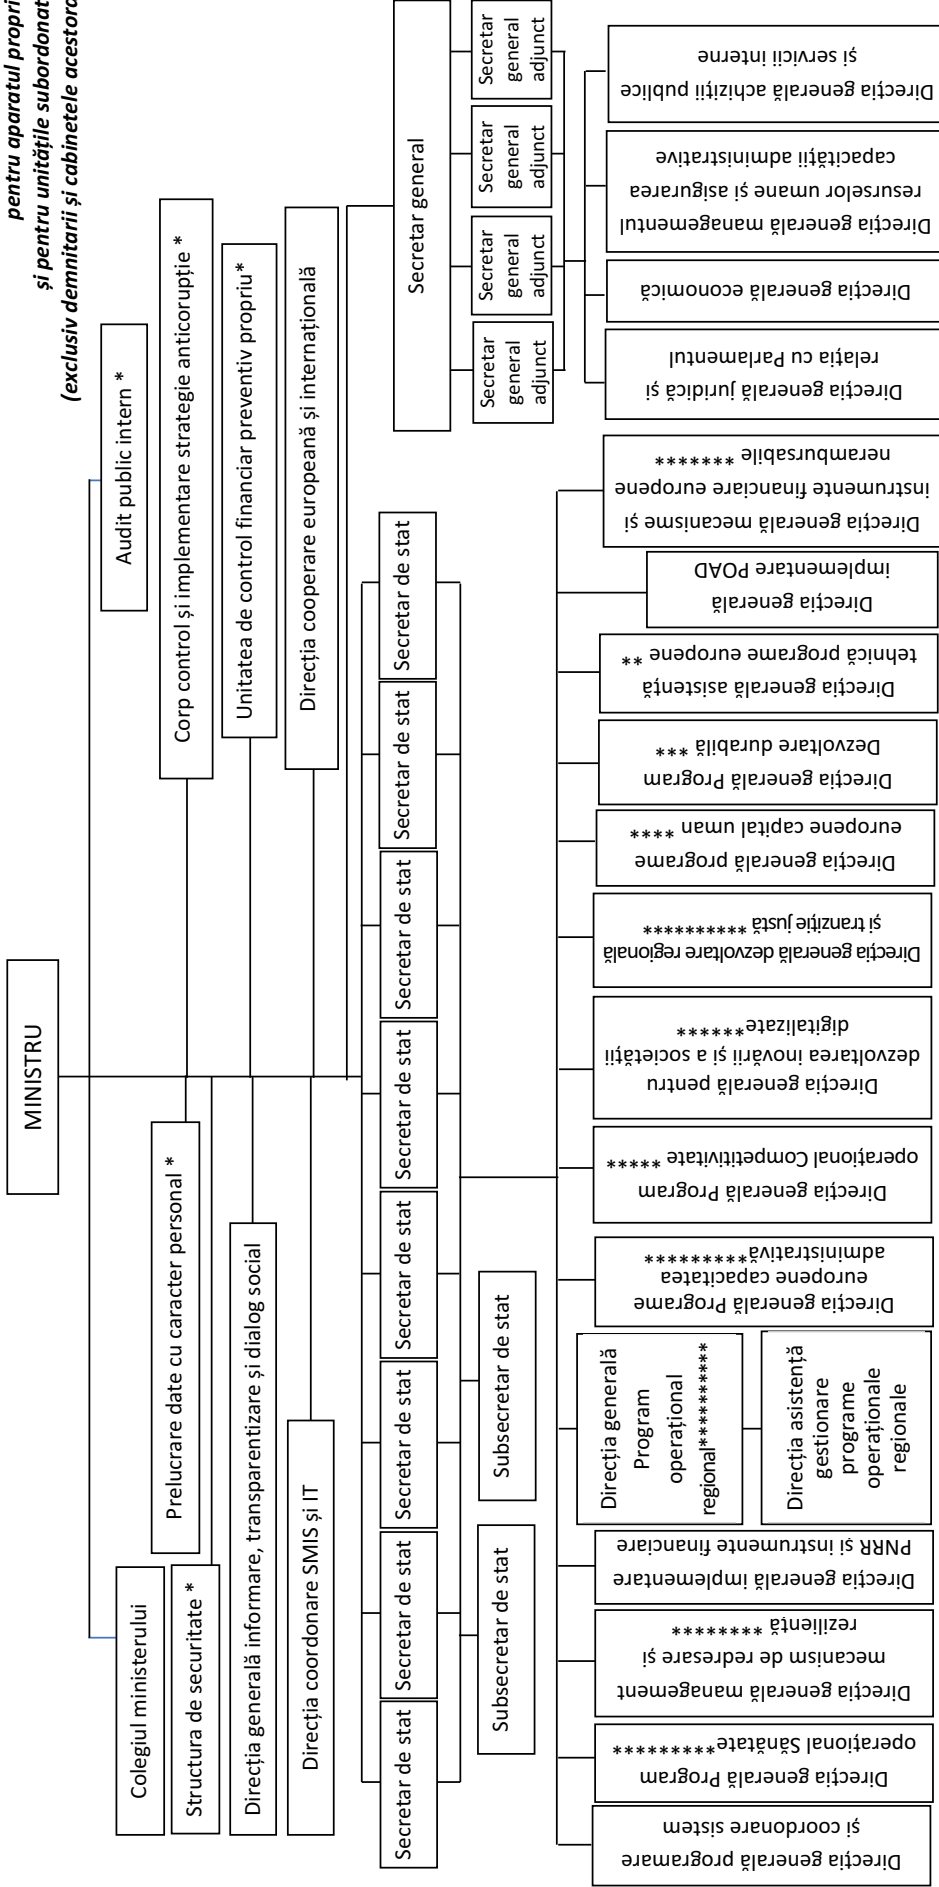 pentru aparatul propri
și pentru unitățile subordonat
(exclusiv demnitarii și cabinetele acestora
MINISTRU
Colegiul ministerului
Audit public intern *
Prelucrare date cu caracter personal *
Corp control și implementare strategie anticorupție *
Structura de securitate *
Unitatea de control financiar preventiv propriu*
Direcția generală informare, transparentizare și dialog social
Direcția cooperare europeană și internațională
Direcția coordonare SMIS și IT
Secretar de stat
Secretar de stat
Secretar de stat
Secretar de stat
Secretar de stat
Secretar de stat
Secretar de stat
Secretar de stat
Secretar general
Secretar
general
adjunct
Secretar
general
adjunct
Secretar
general
adjunct
Secretar
general
adjunct
Subsecretar de stat
Subsecretar de stat
Direcția generală programare
și coordonare sistem
Direcția generală Program
operațional Sănătate*********
Direcția generală management
mecanism de redresare și
reziliență ********
Direcția generală implementare
PNRR și instrumente financiare
Direcția generală
Program
operațional
regional***********
Direcția asistență
gestionare
programe
operaționale
regionale
Direcția generală Programe
europene capacitatea
administrativă*********
Direcția generală Program
operațional Competitivitate *****
Direcția generală pentru
dezvoltarea inovării și a societății
digitalizate******
Direcția generală dezvoltare regională
și tranziție justă **********
Direcția generală programe
europene capital uman ****
Direcția generală Program
Dezvoltare durabilă ***
Direcția generală asistență
tehnică programe europene **
Direcția generală
implementare POAD
Direcția generală mecanisme și
instrumente financiare europene
nerambursabile *******
Direcția generală juridică și
relația cu Parlamentul
Direcția generală economică
Direcția generală managementul
resurselor umane și asigurarea
capacității administrative
Direcția generală achiziții publice
și servicii interne